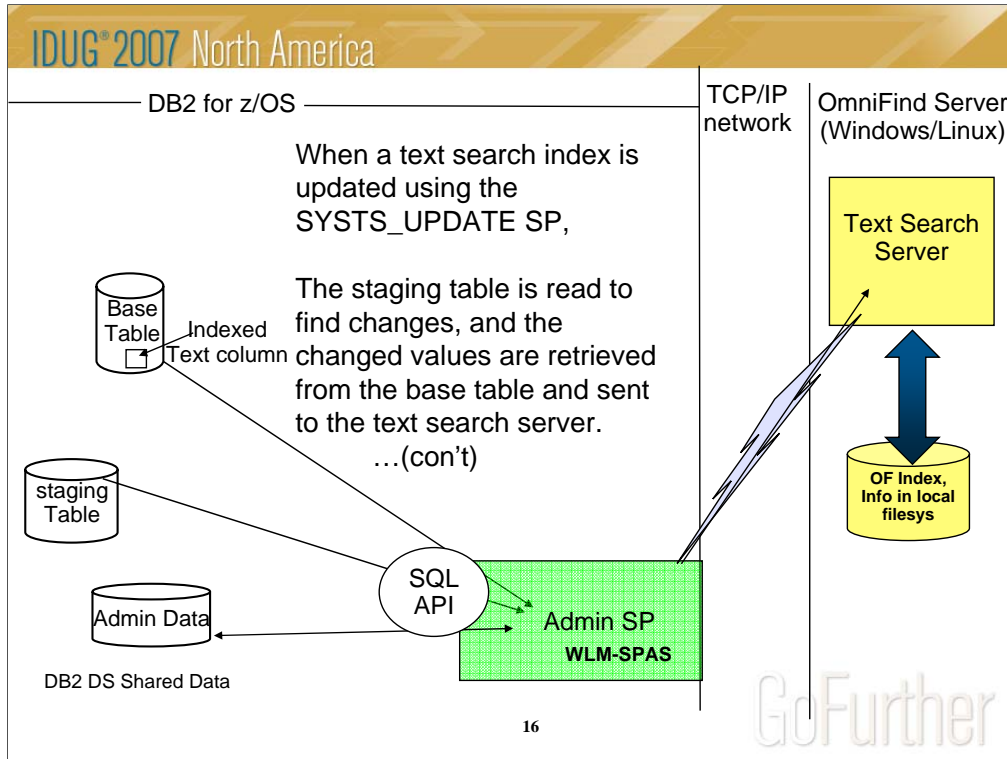 IDUG® 2007 North America
DB2 for z/OS
TCP/IP
network
OmniFind Server
(Windows/Linux)
When a text search index is
updated using the
SYSTS_UPDATE SP,
The staging table is read to
find changes, and the
changed values are retrieved
from the base table and sent
to the text search server.
…(con't)
Text Search
Server
Base
Table
Indexed
Text column
staging
Table
OF Index,
Info in local
filesys
SQL
API
Admin Data
Admin SP
WLM-SPAS
DB2 DS Shared Data
16
GoFurther